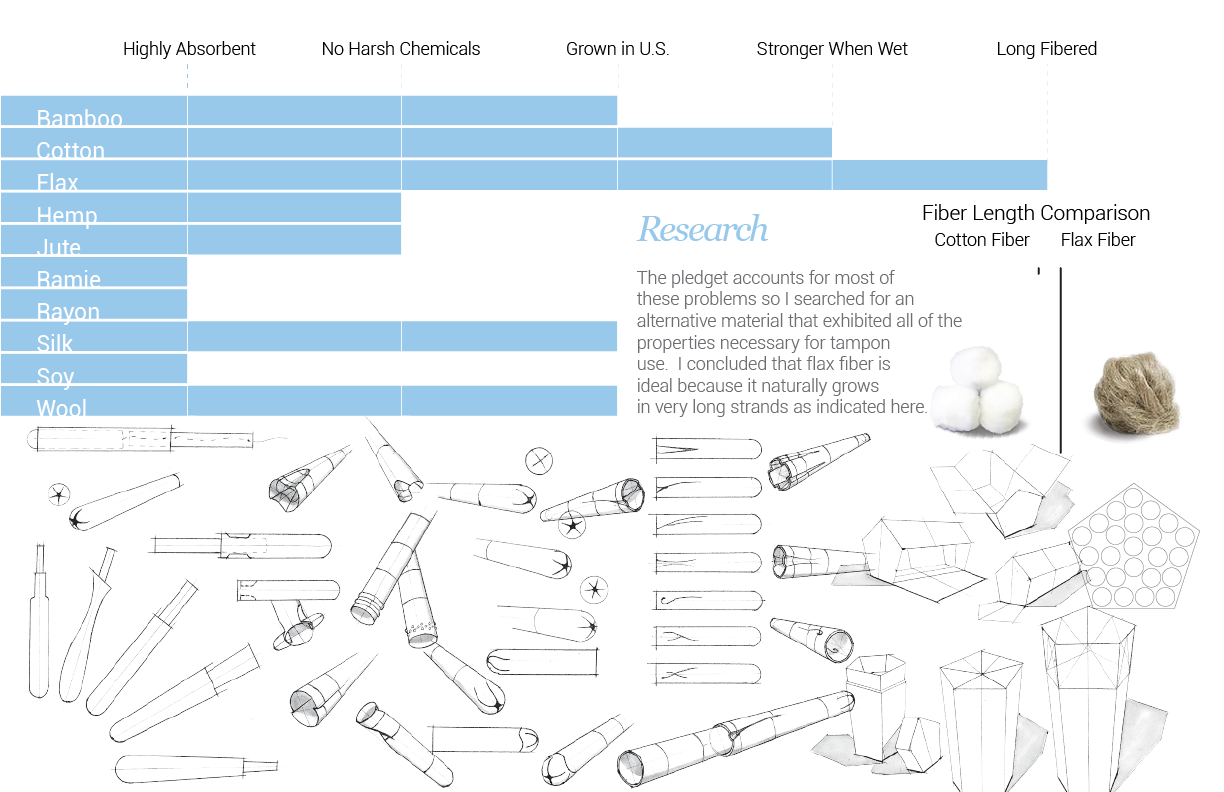 Highly Absorbent
No Harsh Chemicals
Grown in U.S.
Stronger When Wet
Long Fibered
Bamboo
Cotton
Flax
Hemp
Jute
Ramie
Rayon
Silk
Soy
Wool
Research
The pledget accounts for most of
these problems so I searched for an
alternative material that exhibited all of the
properties necessary for tampon
use.  I concluded that flax fiber is
ideal because it naturally grows
in very long strands as indicated here.
Fiber Length Comparison
Cotton Fiber
Flax Fiber